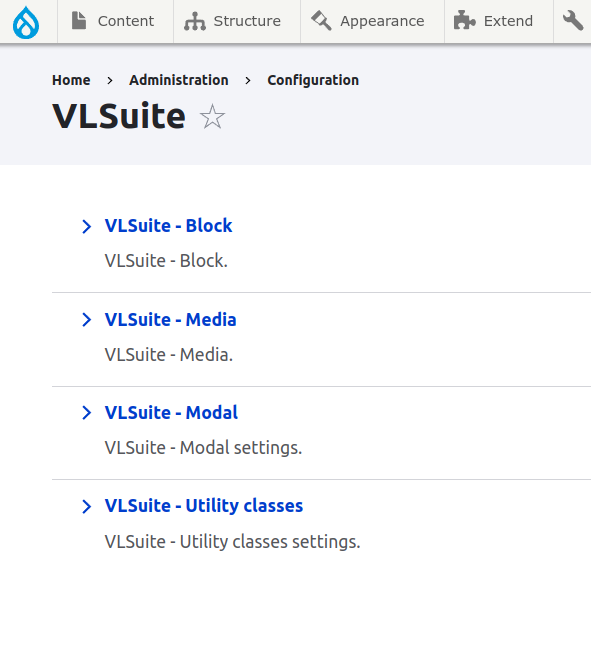 Content Structure Appearance Extend
Home Administration Configuration
VLSuite
VLSuite - Block
VLSuite - Block.
VLSuite - Media
VLSuite - Media.
VLSuite - Modal
VLSuite - Modal settings.
VLSuite - Utility classes
VLSuite - Utility classes settings.